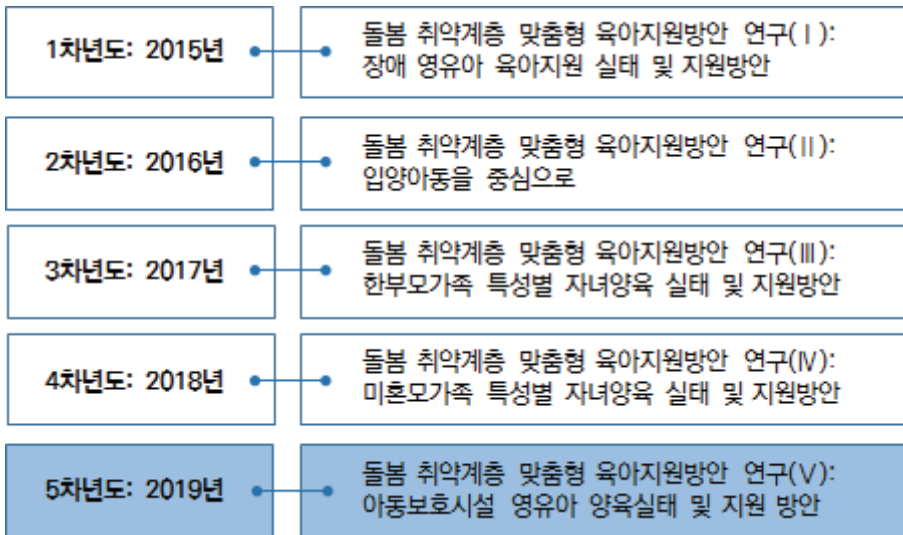 1차년도: 2015년
돌봄 취약계층 맞춤형 육아지원방안 연구(Ⅰ):
장애 영유아 육아지원 실태 및 지원방안
2차년도: 2016년
돌봄 취약계층 맞춤형 육아지원방안 연구(Ⅱ):
입양아동을 중심으로
3차년도: 2017년
돌봄 취약계층 맞춤형 육아지원방안 연구(Ⅲ):
한부모가족 특성별 자녀양육 실태 및 지원방안
4차년도: 2018년
돌봄 취약계층 맞춤형 육아지원방안 연구(Ⅳ):
미혼모가족 특성별 자녀양육 실태 및 지원방안
5차년도: 2019년
돌봄 취약계층 맞춤형 육아지원방안 연구(Ⅴ):
아동보호시설 영유아 양육실태 및 지원 방안